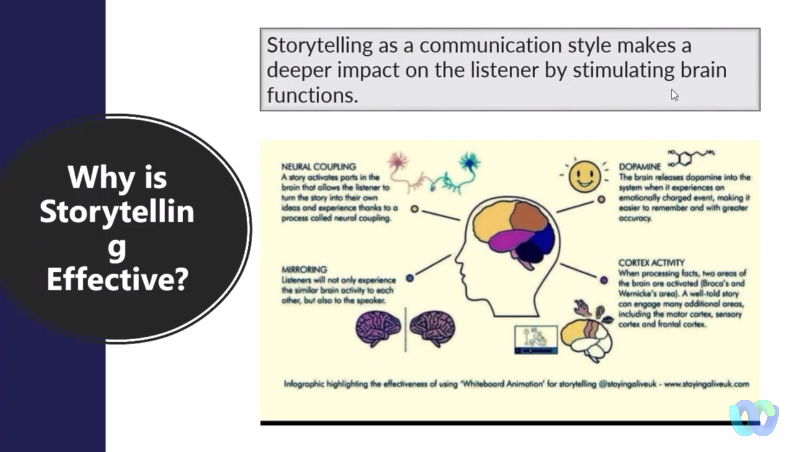 Storytelling as a communication style makes a
deeper impact on the listener by stimulating brain
functions.
Why is
Storytellin
g
Effective?
NEURAL COUPLING
A story activates parts in the
brain that allows the listener to
turn the story into their own
ideas and experience thanks to a
process called neural coupling.
MIRRORING
Listeners will not only experience
the similar brain activity to each
other, but also to the speaker.
DOPAMINE
The brain releases dopamine into the
system when it experiences an
emotionally charged event, making it
easier to remember and with greater
accuracy.
CORTEX ACTIVITY
When processing facts, two areas of
the brain are activated (Broca's and
Wernicke's area). A well-told story
can engage many additional areas,
including the motor cortex, sensory
cortex and frontal cortex.
Infographic highlighting the effectiveness of using 'Whiteboard Animation' for storytelling @stayingaliveuk - www.stayingaliveuk.com